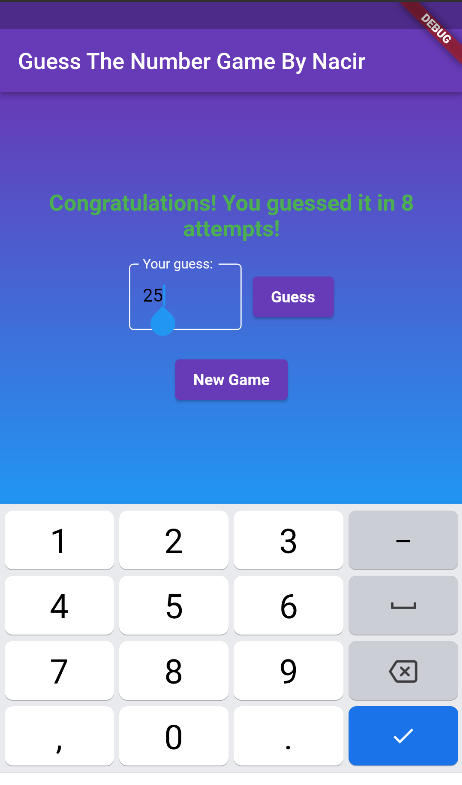 DEBUG
Guess The Number Game By Nacir
Congratulations! You guessed it in 8
attempts!
Your guess:
25
Guess
New Game
1 2 3 –
4 5 6
7 8 9
, 0 .